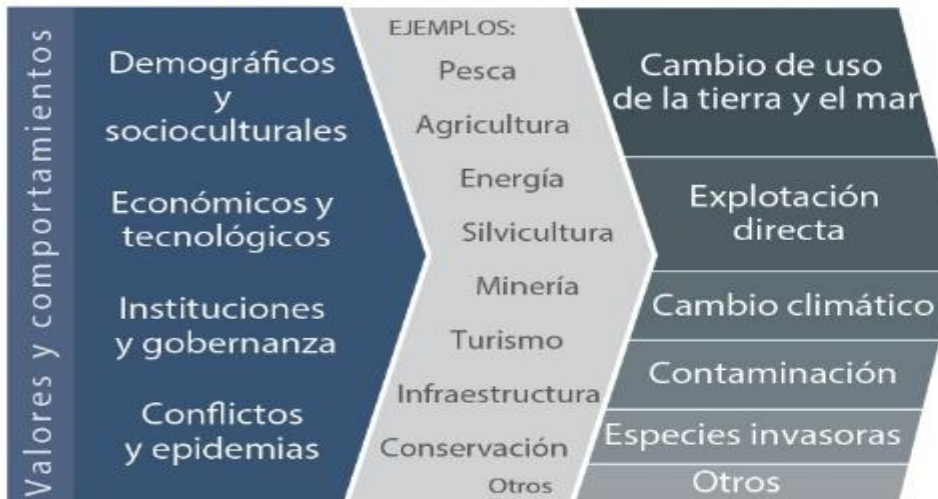 Valores y comportamientos
Demográficos
y
socioculturales
Económicos y
tecnológicos
Instituciones
y gobernanza
Conflictos
y epidemias
EJEMPLOS:
Pesca
Agricultura
Energía
Silvicultura
Minería
Turismo
Infraestructura
Conservación
Otros
Cambio de uso
de la tierra y el mar
Explotación
directa
Cambio climático
Contaminación
Especies invasoras
Otros